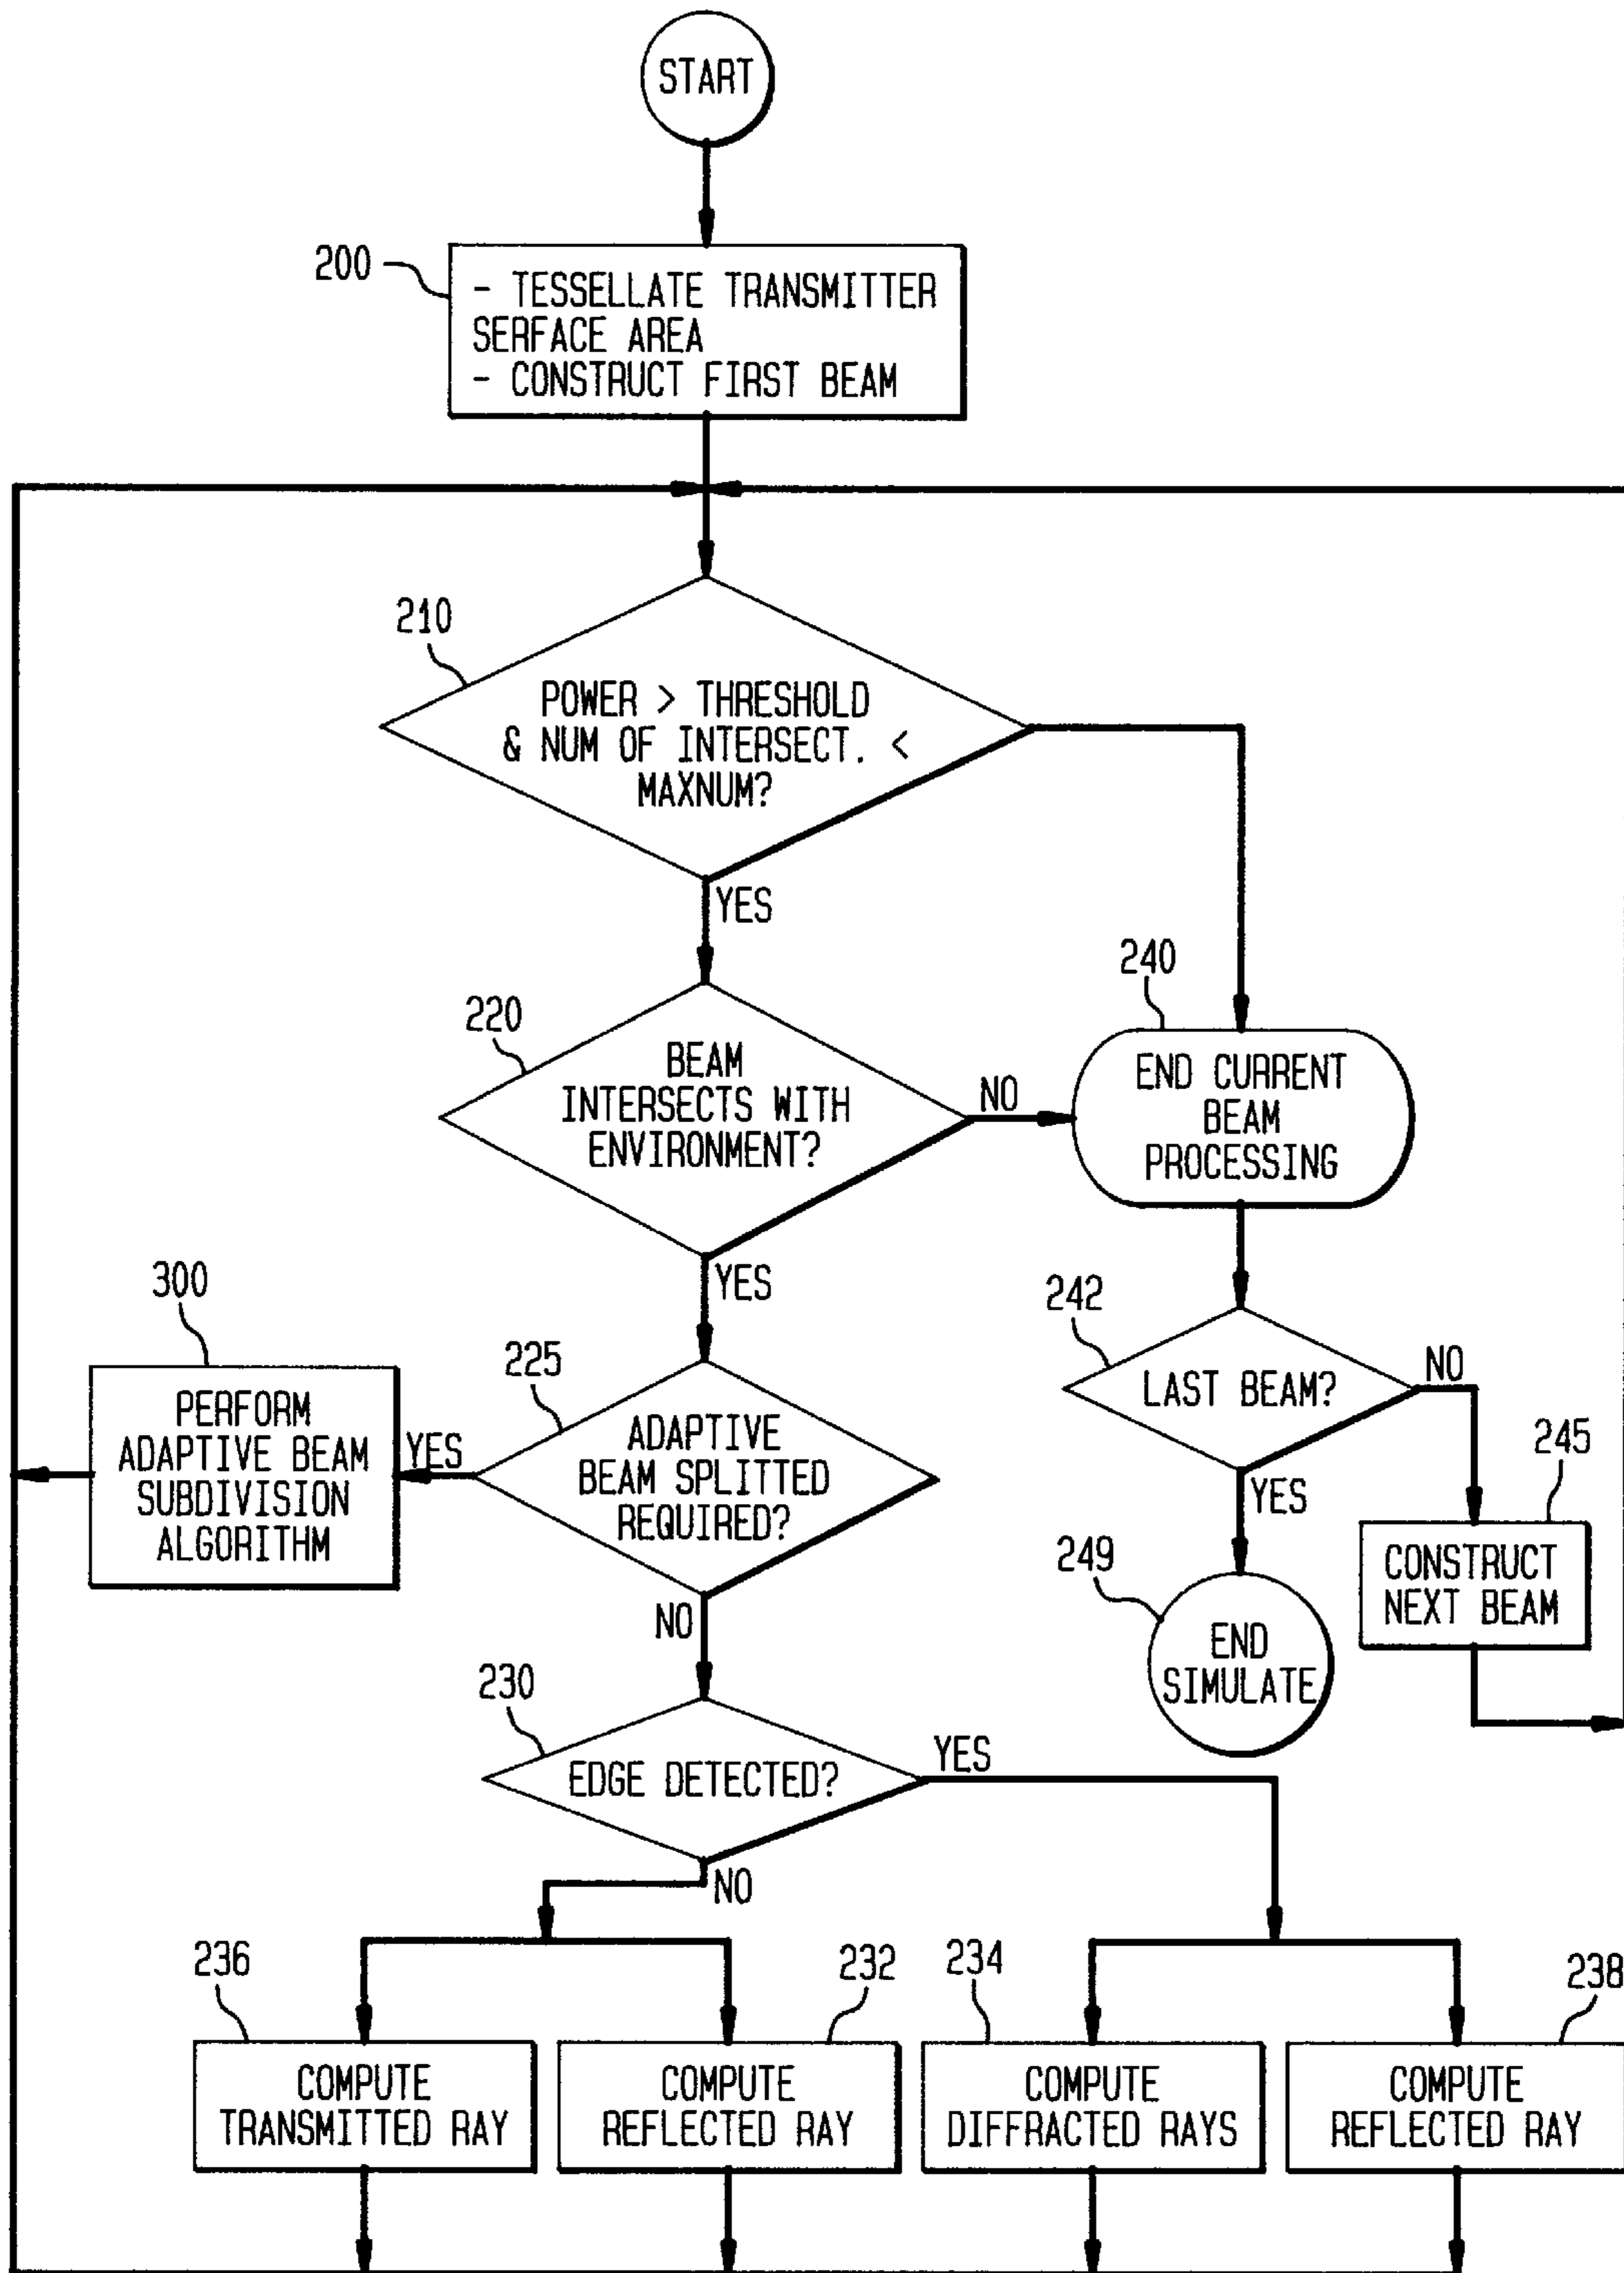 START
200
- TESSELLATE TRANSMITTER
SERFACE AREA
- CONSTRUCT FIRST BEAM
210
POWER > THRESHOLD
& NUM OF INTERSECT. <
MAXNUM?
YES
220
BEAM
INTERSECTS WITH
ENVIRONMENT?
NO
240
END CURRENT
BEAM
PROCESSING
YES
300
PERFORM
ADAPTIVE BEAM
SUBDIVISION
ALGORITHM
YES
225
ADAPTIVE
BEAM SPLITTED
REQUIRED?
242
LAST BEAM?
NO
YES
245
CONSTRUCT
NEXT BEAM
249
END
SIMULATE
NO
230
EDGE DETECTED?
YES
NO
236
COMPUTE
TRANSMITTED RAY
232
COMPUTE
REFLECTED RAY
234
COMPUTE
DIFFRACTED RAYS
238
COMPUTE
REFLECTED RAY